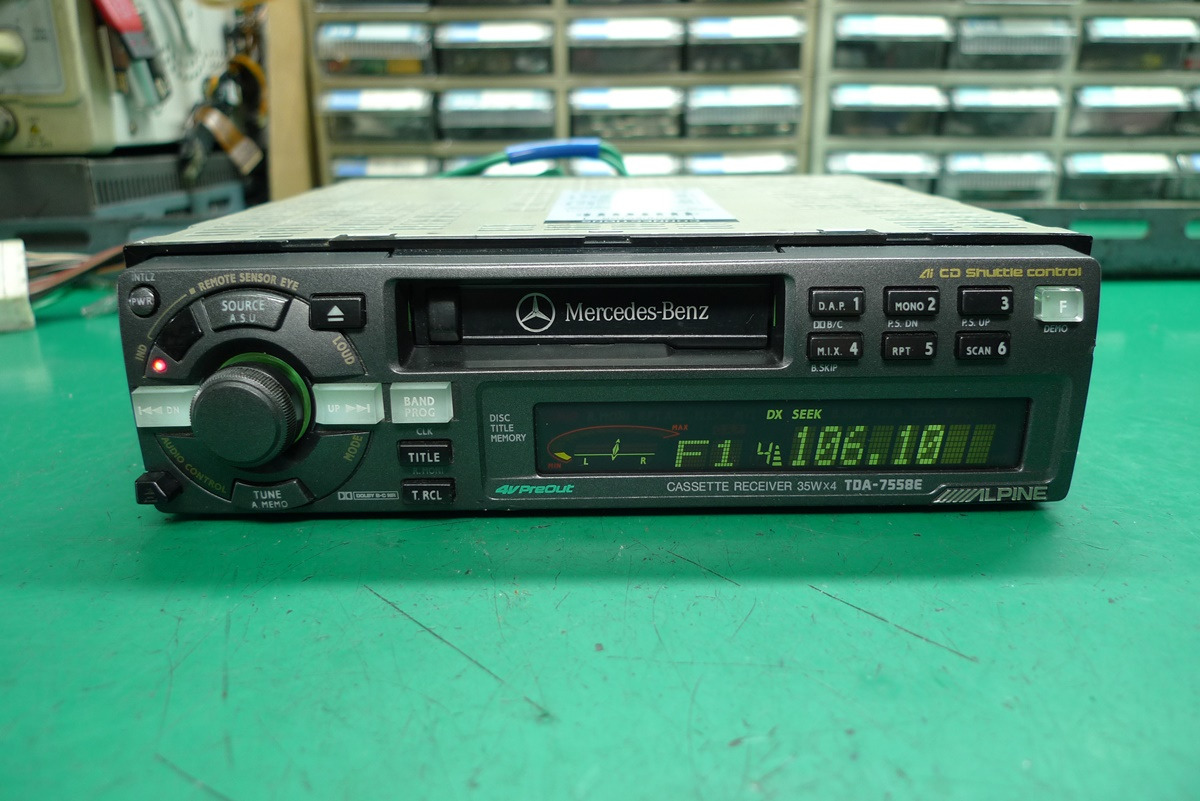 INTLZ
PWR
REMOTE SENSOR EYE
SOURCE
A.S.U
LOUD
IND
DN
UP
BAND
PROG
AUDIO CONTROL
MODE
TUNE
A MEMO
CLK
TITLE
T.RCL
DOLBY B-C NR
Mercedes-Benz
Ai CD Shuttle control
D.A.P. 1
MONO 2
3
F
B/C
P.S. DN
P.S. UP
DEMO
M.I.X. 4
RPT 5
SCAN 6
B.SKIP
DISC
TITLE
MEMORY
DX SEEK
MAX
MIN
L R
F1 4 106.10
4V PreOut
CASSETTE RECEIVER 35W×4 TDA-7558E
ALPINE